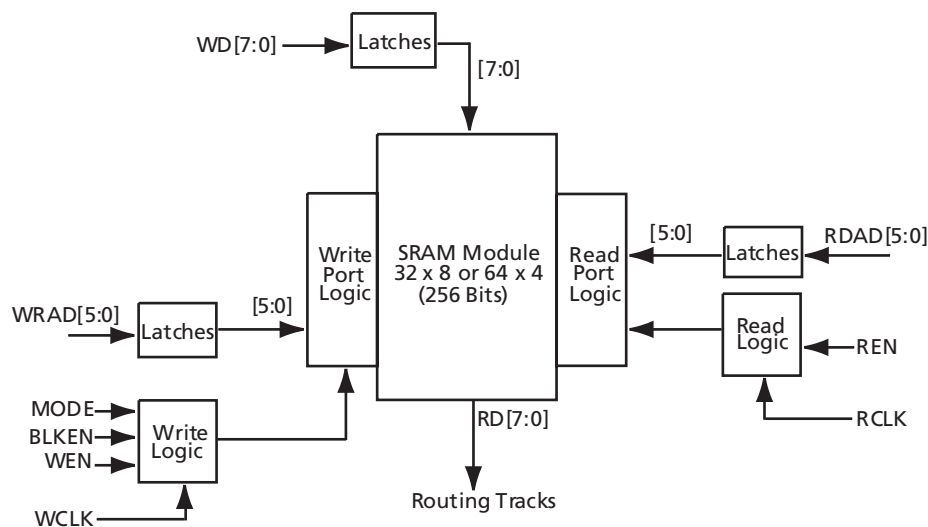 WD[7:0]
Latches
[7:0]
Write
Port
Logic
SRAM Module
32 x 8 or 64 x 4
(256 Bits)
Read
Port
Logic
[5:0]
Latches
RDAD[5:0]
WRAD[5:0]
Latches
[5:0]
Read
Logic
REN
RCLK
MODE
BLKEN
WEN
WCLK
Write
Logic
RD[7:0]
Routing Tracks